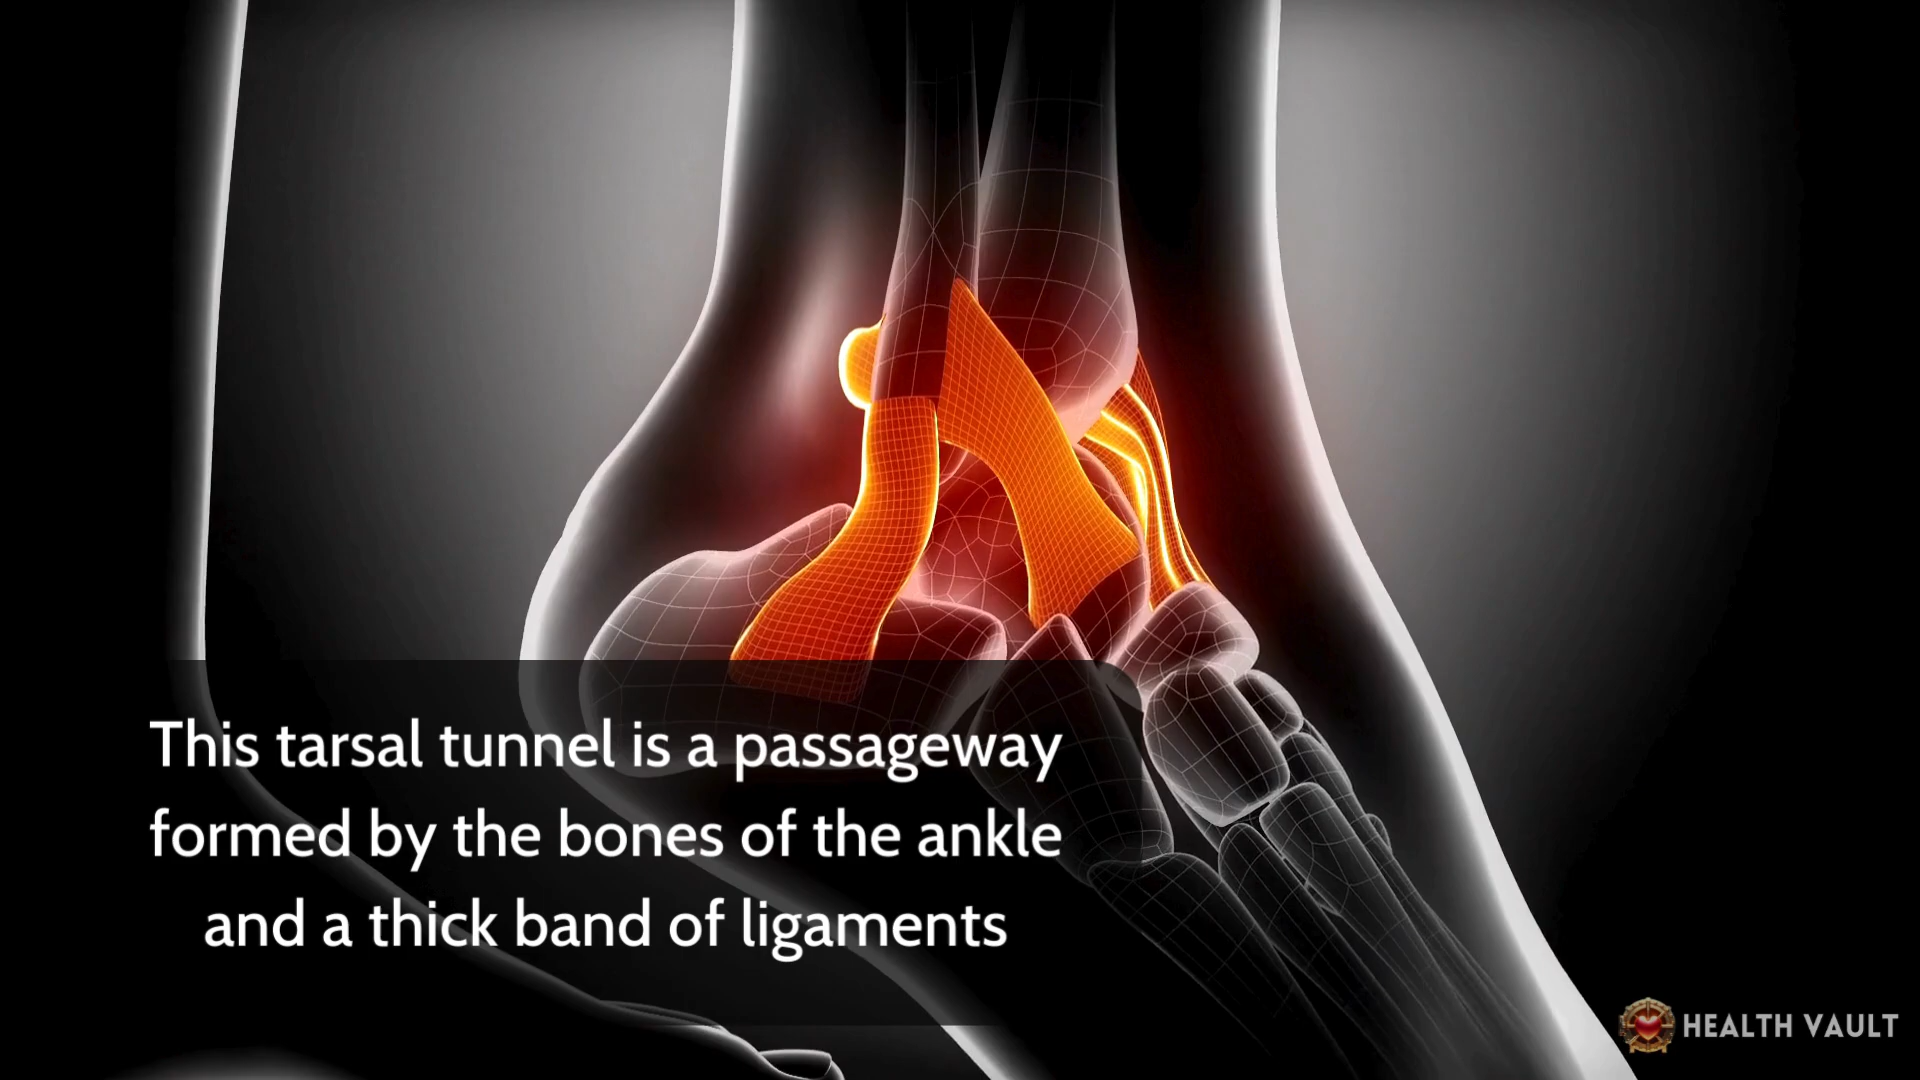 This tarsal tunnel is a passageway
formed by the bones of the ankle
and a thick band of ligaments
HEALTH VAULT